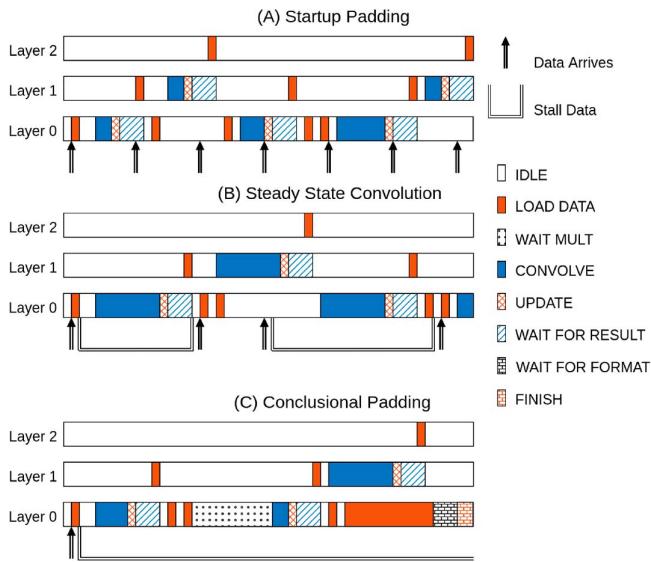 (A) Startup Padding
Layer 2
Layer 1
Layer 0
Data Arrives
Stall Data
(B) Steady State Convolution
Layer 2
Layer 1
Layer 0
IDLE
LOAD DATA
WAIT MULT
CONVOLVE
UPDATE
WAIT FOR RESULT
WAIT FOR FORMAT
FINISH
(C) Conclusional Padding
Layer 2
Layer 1
Layer 0